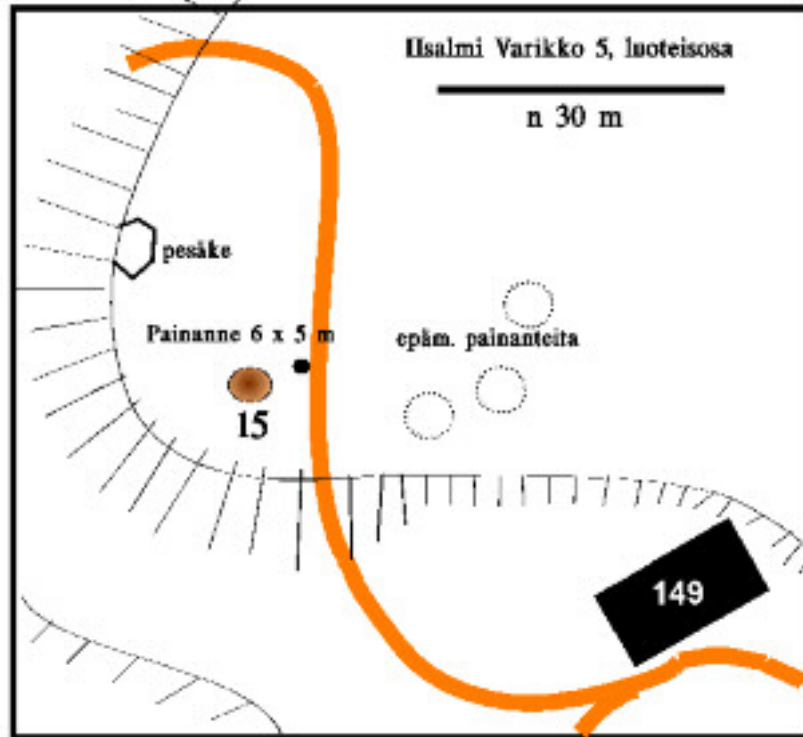 IIsalmi Varikko 5, luoteisosa
n 30 m
pesäke
Painanne 6 x 5 m
epäm. painanteita
15
149